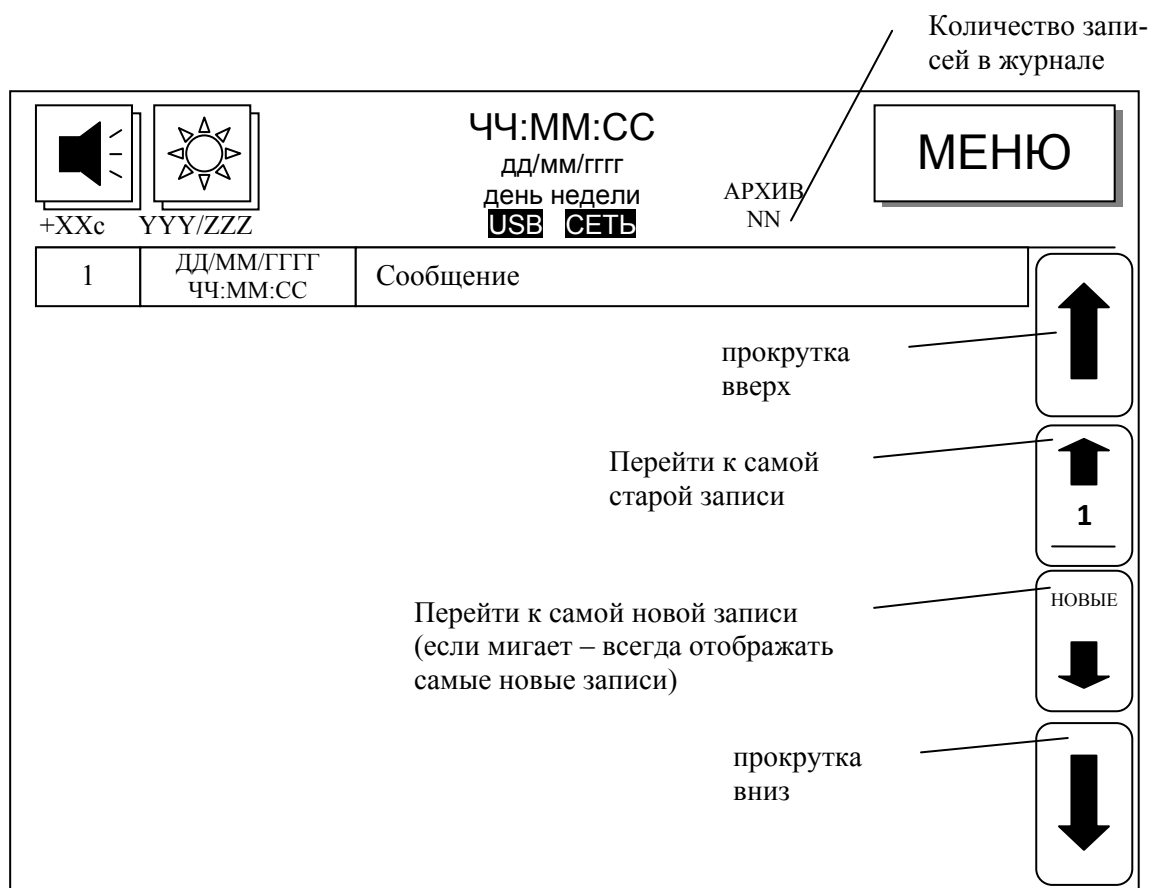 Количество запи-
сей в журнале
ЧЧ:ММ:СС
МЕНЮ
дд/мм/гггг
день недели
АРХИВ
+XXc YYY/ZZZ
USB СЕТЬ
NN
1
ДД/ММ/ГГГГ
ЧЧ:ММ:СС
Сообщение
прокрутка
вверх
Перейти к самой
старой записи
1
Перейти к самой новой записи
(если мигает – всегда отображать
самые новые записи)
НОВЫЕ
прокрутка
вниз